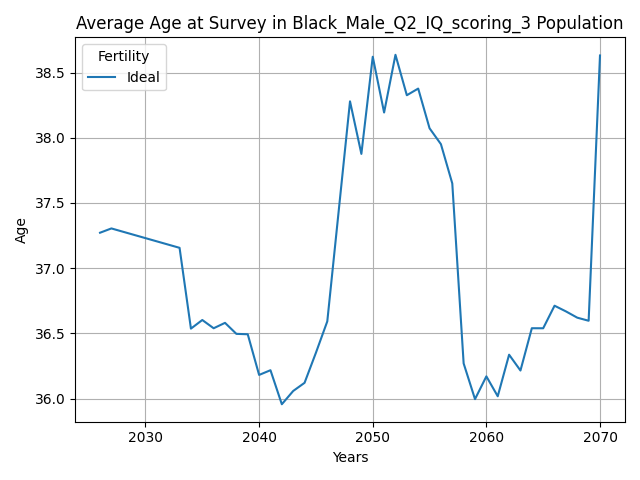 Average Age at Survey in Black_Male_Q2_IQ_scoring_3 Population
Fertility
Ideal
38.5
38.0
37.5
37.0
36.5
36.0
Age
2030 2040 2050 2060 2070
Years